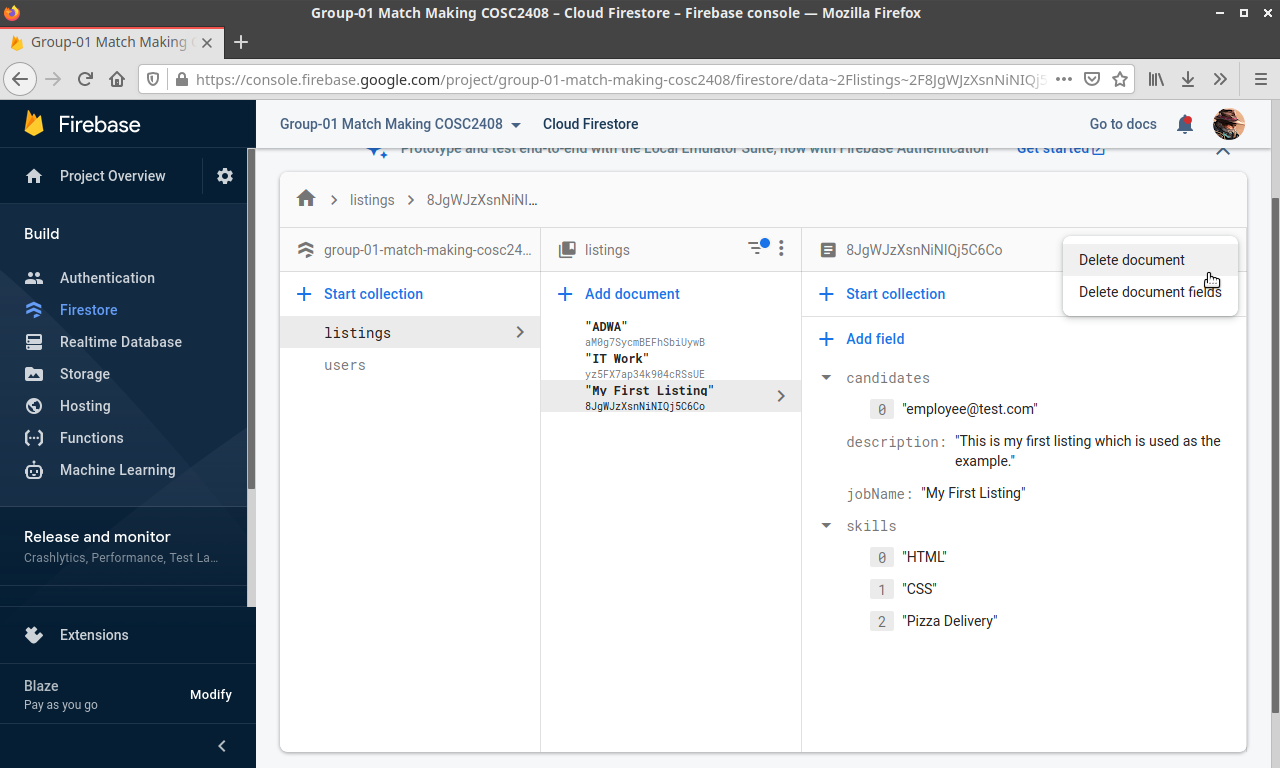 Group-01 Match Making COSC2408 – Cloud Firestore – Firebase console — Mozilla Firefox
Group-01 Match Making
https://console.firebase.google.com/project/group-01-match-making-cosc2408/firestore/data~2Flistings~2F8JgWJzXsnNiNIQj5
Firebase
Group-01 Match Making COSC2408
Cloud Firestore
Go to docs
Prototype and test end-to-end with the Local Emulator Suite, now with Firebase Authentication
Get started
Project Overview
listings
8JgWJzXsnNiNI...
Build
group-01-match-making-cosc24...
listings
8JgWJzXsnNiNIQj5C6Co
Delete document
Delete document fields
Authentication
Firestore
Realtime Database
Storage
Hosting
Functions
Machine Learning
Start collection
listings
users
Add document
"ADWA"
aM0g7SycmBEFhSbiUywB
"IT Work"
yz5FX7ap34k904cRSsUE
"My First Listing"
8JgWJzXsnNiNIQj5C6Co
Start collection
Add field
candidates
0 "employee@test.com"
description: "This is my first listing which is used as the
example."
jobName: "My First Listing"
skills
0 "HTML"
1 "CSS"
2 "Pizza Delivery"
Release and monitor
Crashlytics, Performance, Test La...
Extensions
Blaze
Pay as you go
Modify